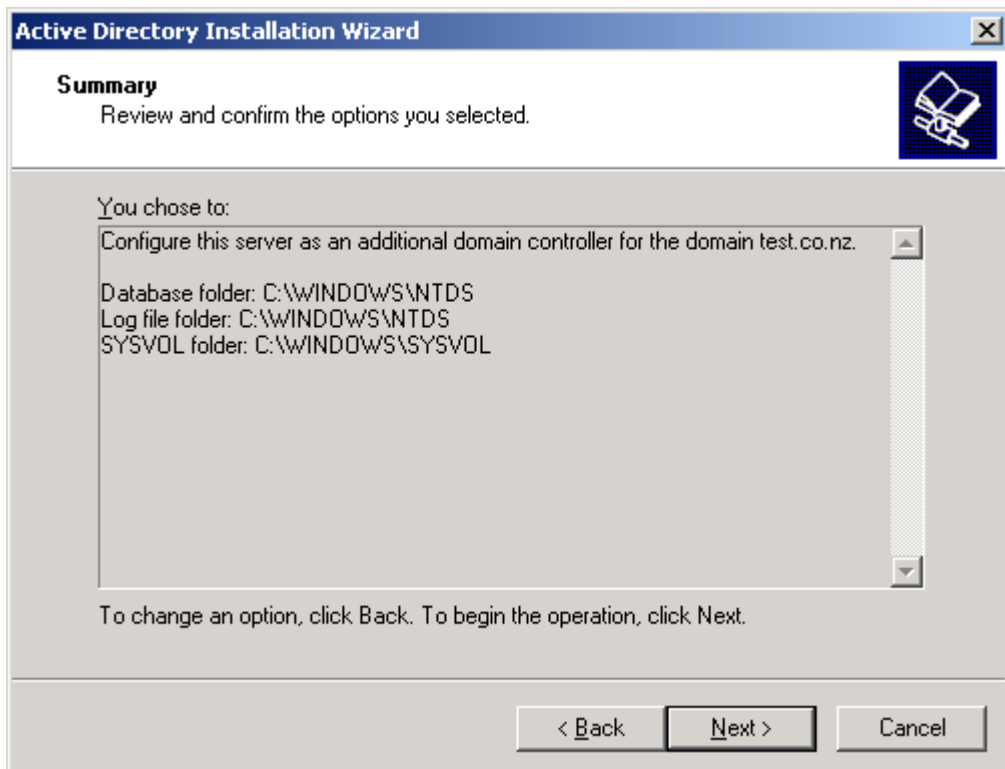 Active Directory Installation Wizard
Summary
Review and confirm the options you selected.
You chose to:
Configure this server as an additional domain controller for the domain test.co.nz.
Database folder: C:\WINDOWS\NTDS
Log file folder: C:\WINDOWS\NTDS
SYSVOL folder: C:\WINDOWS\SYSVOL
To change an option, click Back. To begin the operation, click Next.
< Back
Next >
Cancel